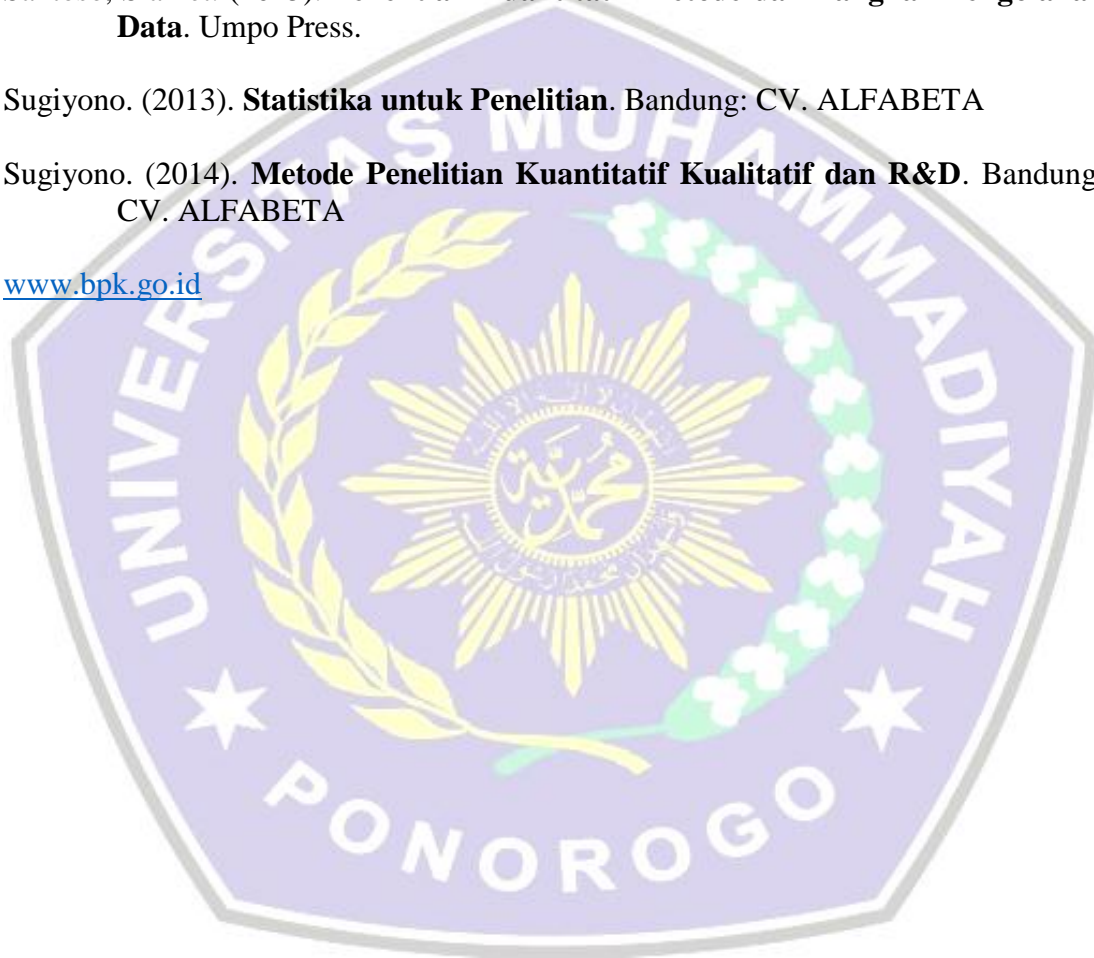 Data. Umpo Press.
Sugiyono. (2013). Statistika untuk Penelitian. Bandung: CV. ALFABETA
Sugiyono. (2014). Metode Penelitian Kuantitatif Kualitatif dan R&D. Bandung
CV. ALFABETA
www.bpk.go.id
UNIVERSITAS MUHAMMADIYAH
PONOROGO
محمدية